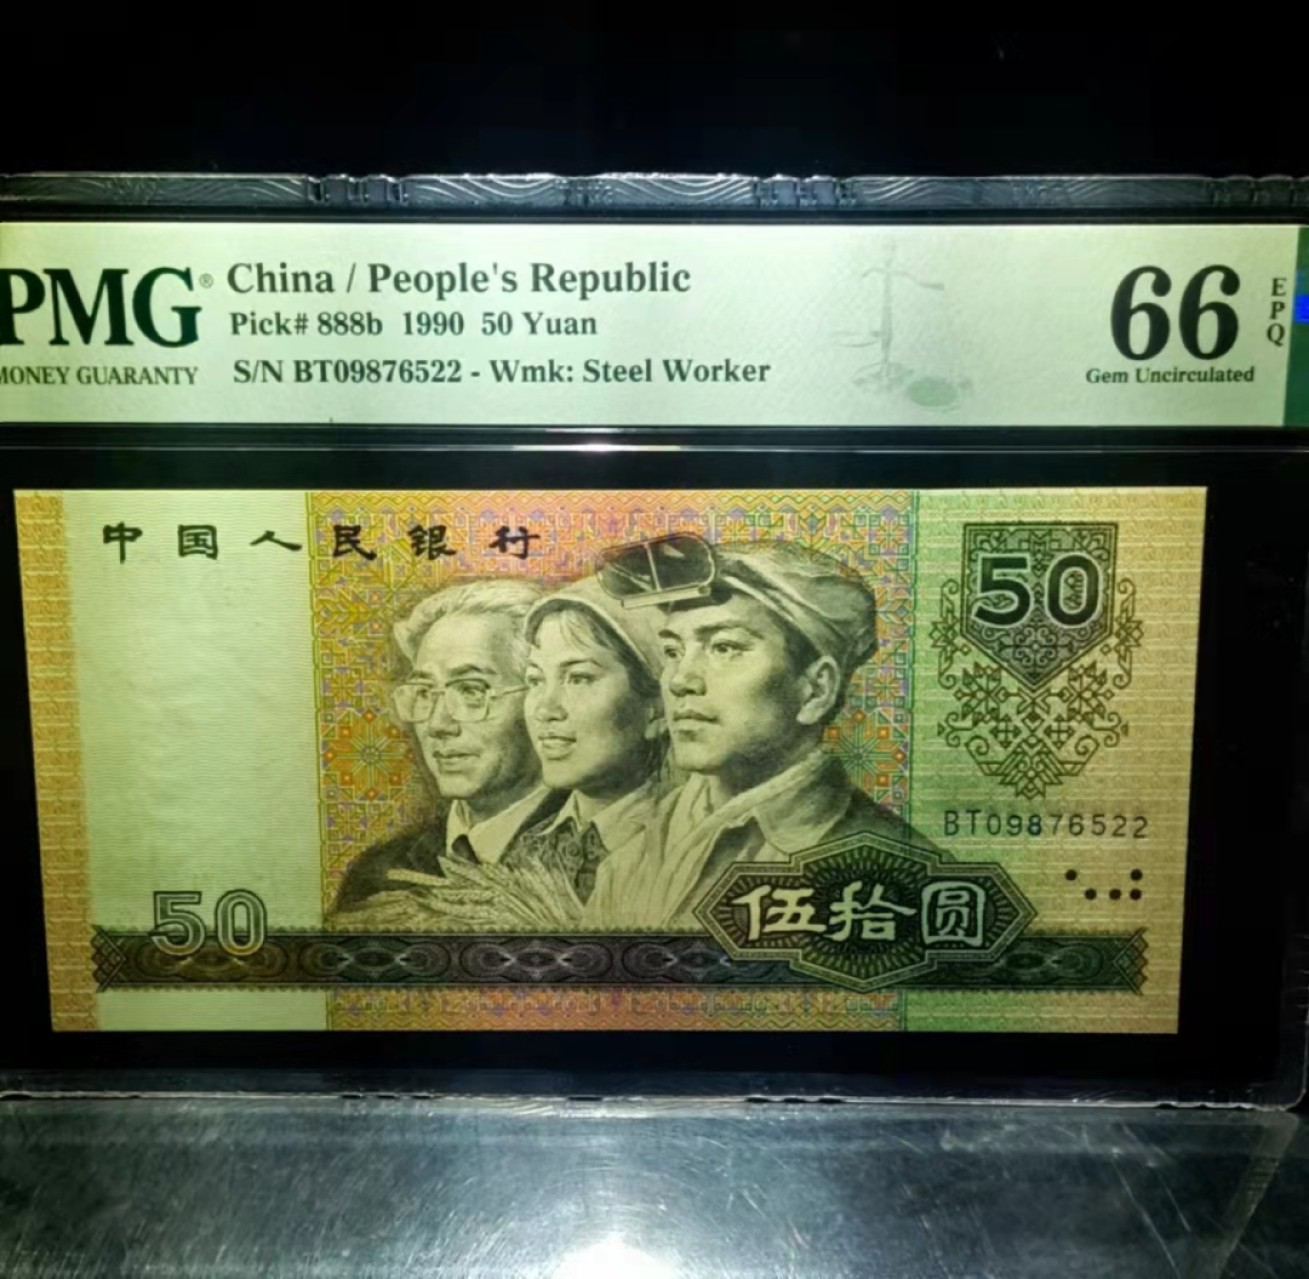 PMG® China / People's Republic
Pick# 888b 1990 50 Yuan
MONEY GUARANTY S/N BT09876522 - Wmk: Steel Worker
66 EPQ
Gem Uncirculated
中国人民银行
50
BT09876522
50
伍拾圆